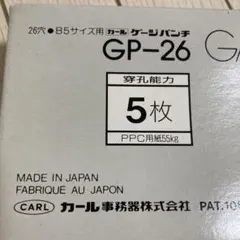 26穴●B5サイズ用 カール ゲージパンチ
GP-26
穿孔能力
5枚
PPC用紙55kg
MADE IN JAPAN
FABRIQUE AU JAPON
CARL カール事務器株式会社 PAT.